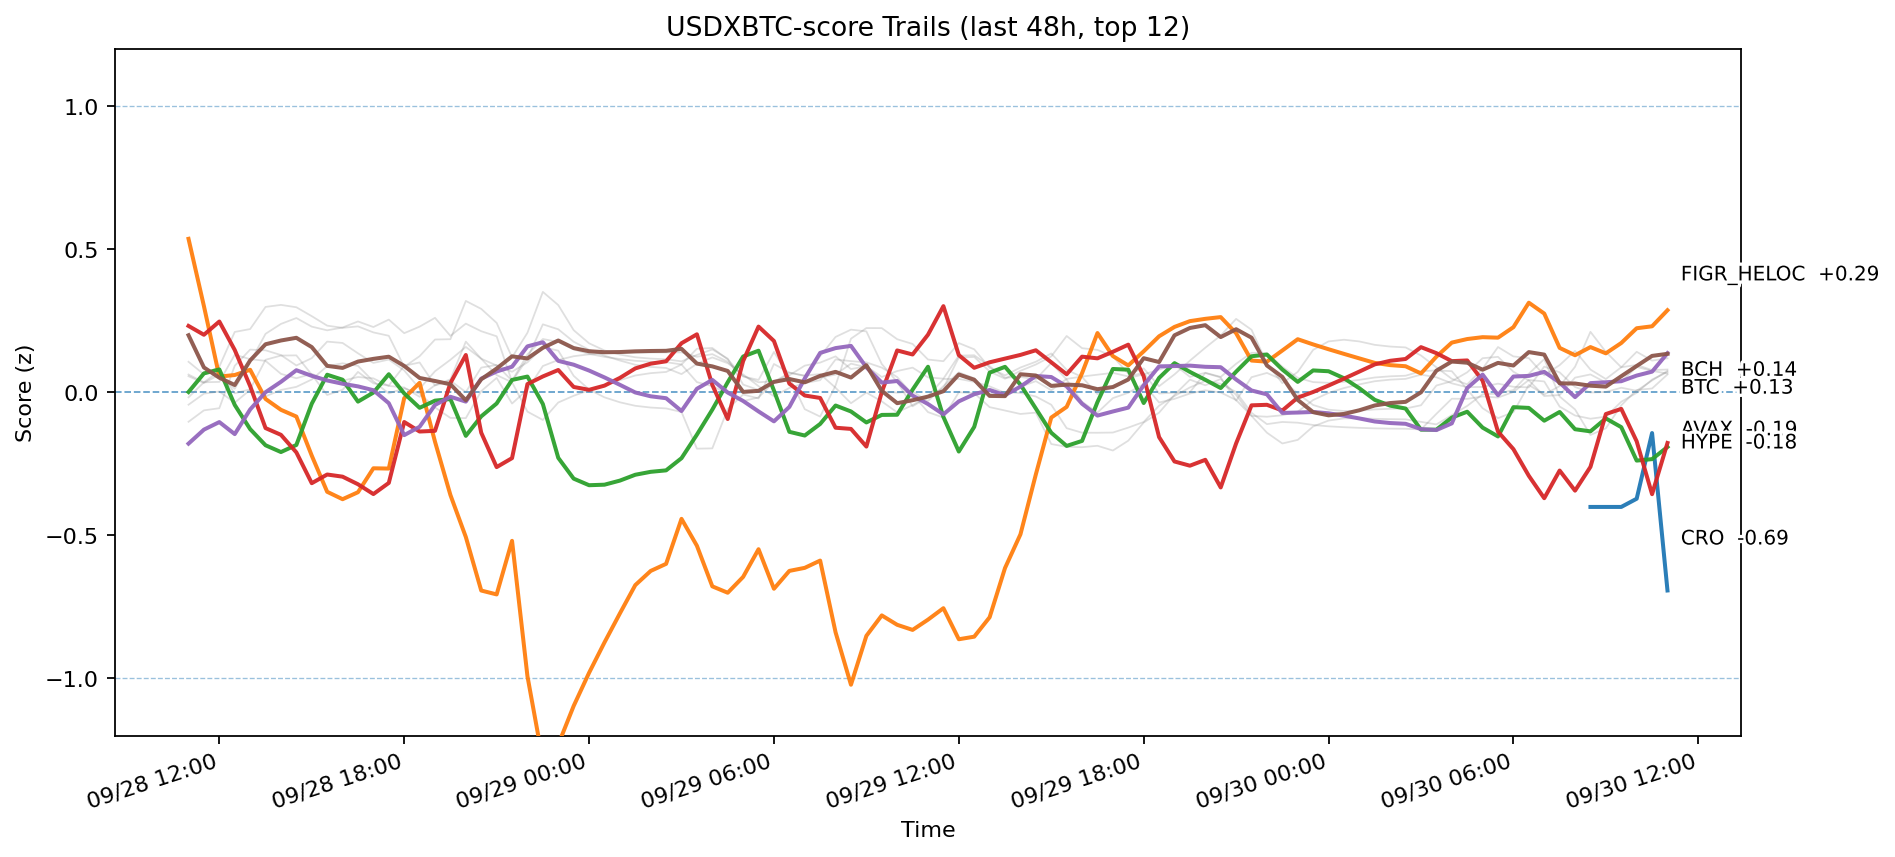 USDXBTC-score Trails (last 48h, top 12)
Score (z)
1.0
0.5
0.0
−0.5
−1.0
FIGR_HELOC +0.29
BCH +0.14
BTC +0.13
AVAX -0.19
HYPE -0.18
CRO -0.69
09/28 12:00
09/28 18:00
09/29 00:00
09/29 06:00
09/29 12:00
09/29 18:00
09/30 00:00
09/30 06:00
09/30 12:00
Time